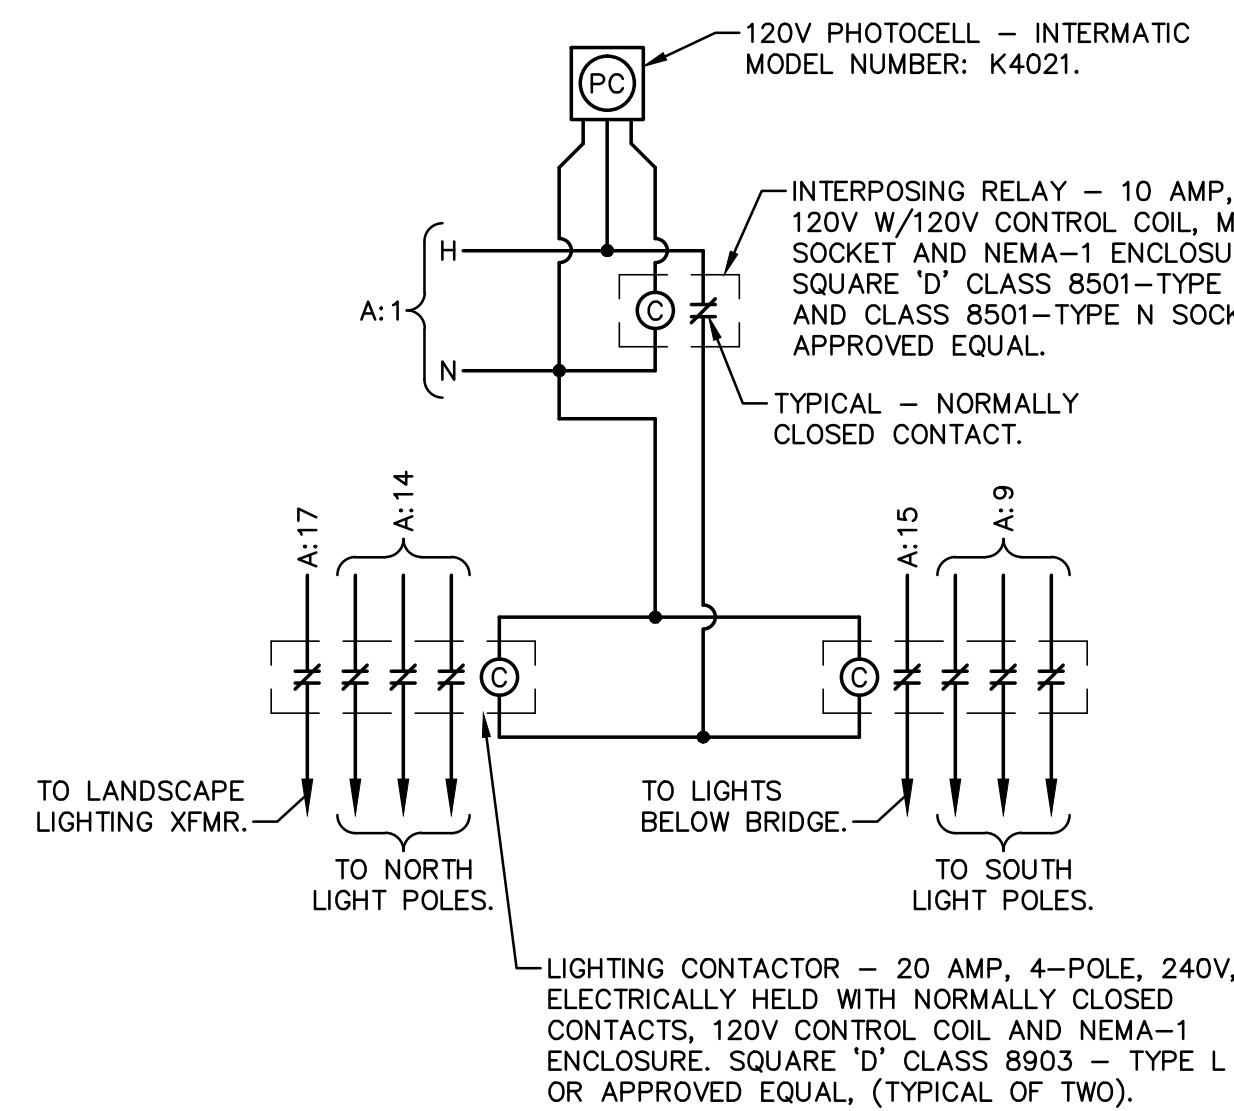 120V PHOTOCELL – INTERMATIC
MODEL NUMBER: K4021.
PC
INTERPOSING RELAY – 10 AMP,
120V W/120V CONTROL COIL,
SOCKET AND NEMA–1
SQUARE 'D' CLASS 8501–TYPE
AND CLASS 8501–TYPE N
APPROVED EQUAL.
H
A:1
C
N
TYPICAL – NORMALLY
CLOSED CONTACT.
A:17
A:14
A:15
A:9
C
C
TO LANDSCAPE
LIGHTING XFMR.
TO LIGHTS
BELOW BRIDGE.
TO NORTH
LIGHT POLES.
TO SOUTH
LIGHT POLES.
LIGHTING CONTACTOR – 20 AMP, 4–POLE, 240V,
ELECTRICALLY HELD WITH NORMALLY CLOSED
CONTACTS, 120V CONTROL COIL AND NEMA–1
ENCLOSURE. SQUARE 'D' CLASS 8903 – TYPE L
OR APPROVED EQUAL, (TYPICAL OF TWO).